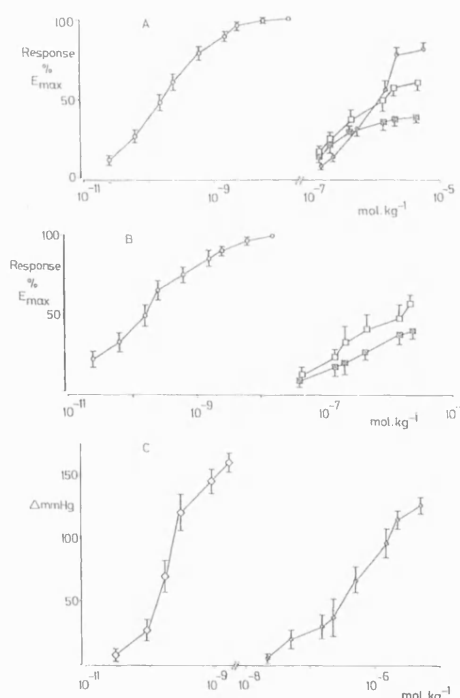 A
100
Response
%
Emax
50
0
10⁻¹¹ 10⁻⁹ 10⁻⁷ 10⁻⁵
mol.kg⁻¹
B
100
Response
%
Emax
50
10⁻¹¹ 10⁻⁹ 10⁻⁷
mol.kg⁻¹
C
150
ΔmmHg
100
50
10⁻¹¹ 10⁻⁹ 10⁻⁸ 10⁻⁶
mol.kg⁻¹